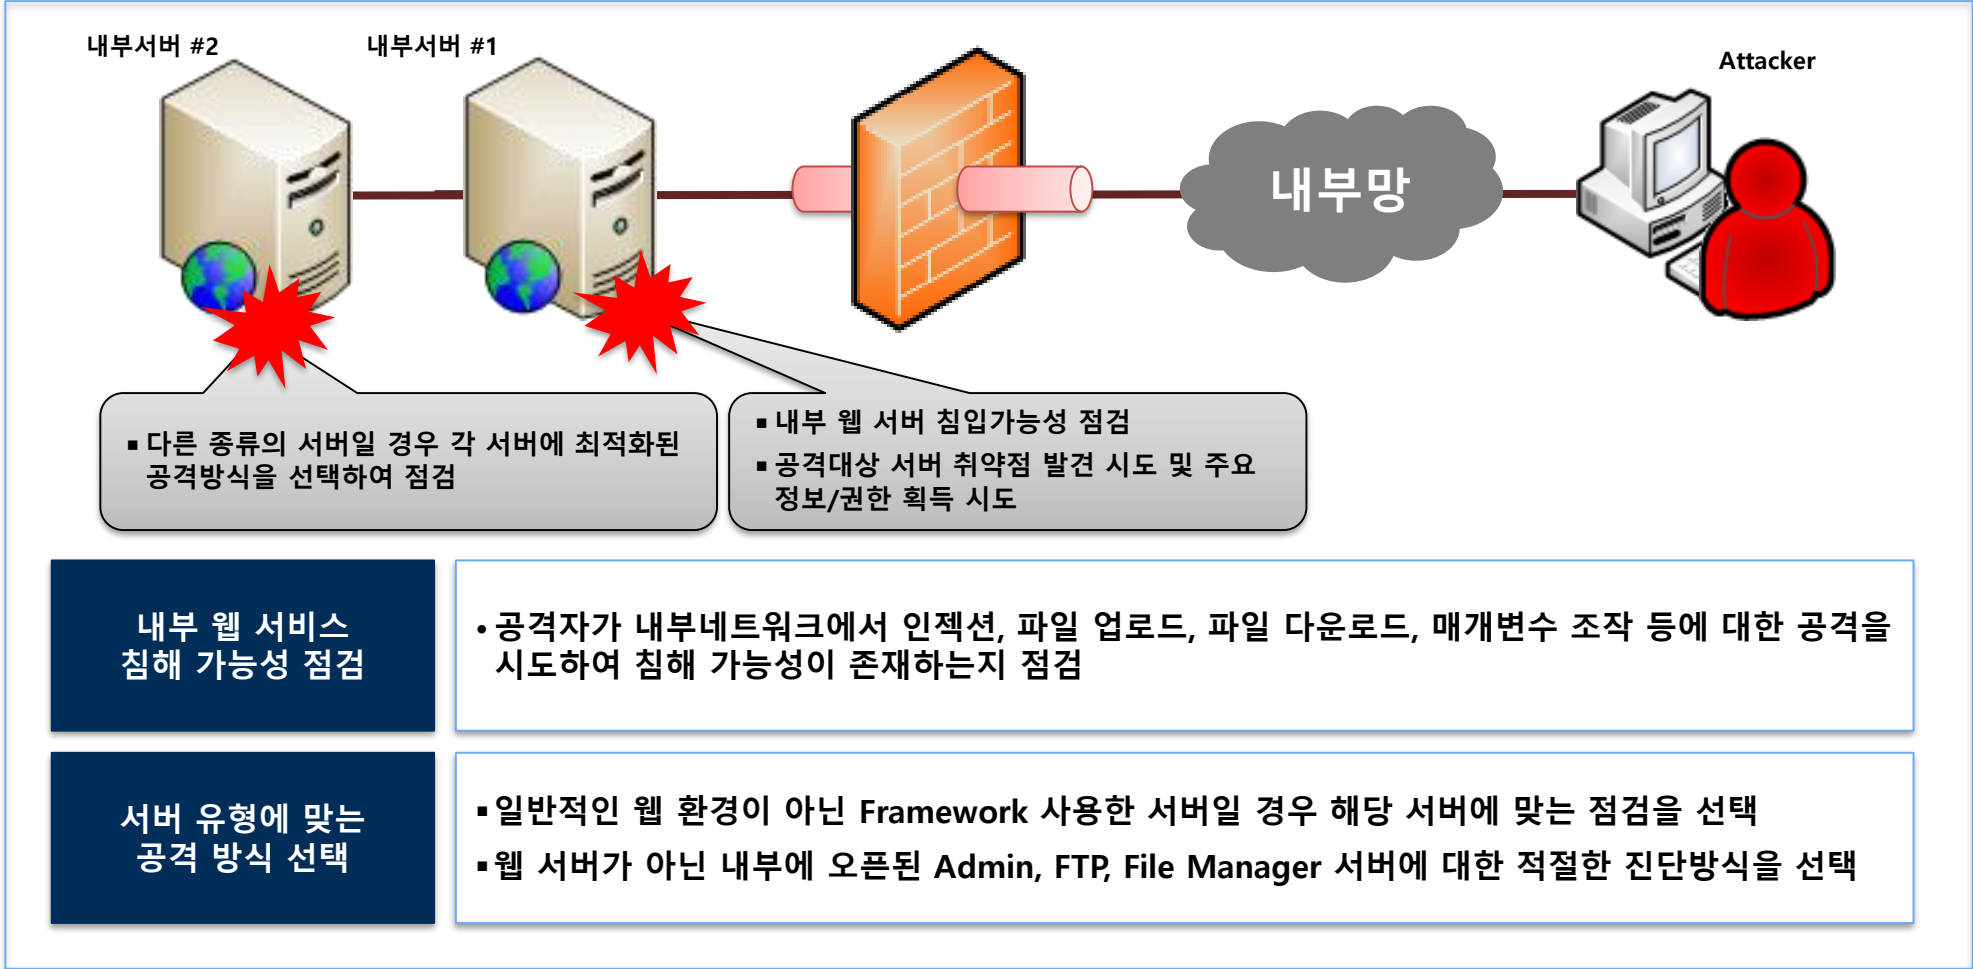 내부서버 #2
내부서버 #1
Attacker
내부망
▪ 다른 종류의 서버일 경우 각 서버에 최적화된
공격방식을 선택하여 점검
▪ 내부 웹 서버 침입가능성 점검
▪ 공격대상 서버 취약점 발견 시도 및 주요
정보/권한 획득 시도
내부 웹 서비스
침해 가능성 점검
• 공격자가 내부네트워크에서 인젝션, 파일 업로드, 파일 다운로드, 매개변수 조작 등에 대한 공격을
시도하여 침해 가능성이 존재하는지 점검
서버 유형에 맞는
공격 방식 선택
▪ 일반적인 웹 환경이 아닌 Framework 사용한 서버일 경우 해당 서버에 맞는 점검을 선택
▪ 웹 서버가 아닌 내부에 오픈된 Admin, FTP, File Manager 서버에 대한 적절한 진단방식을 선택